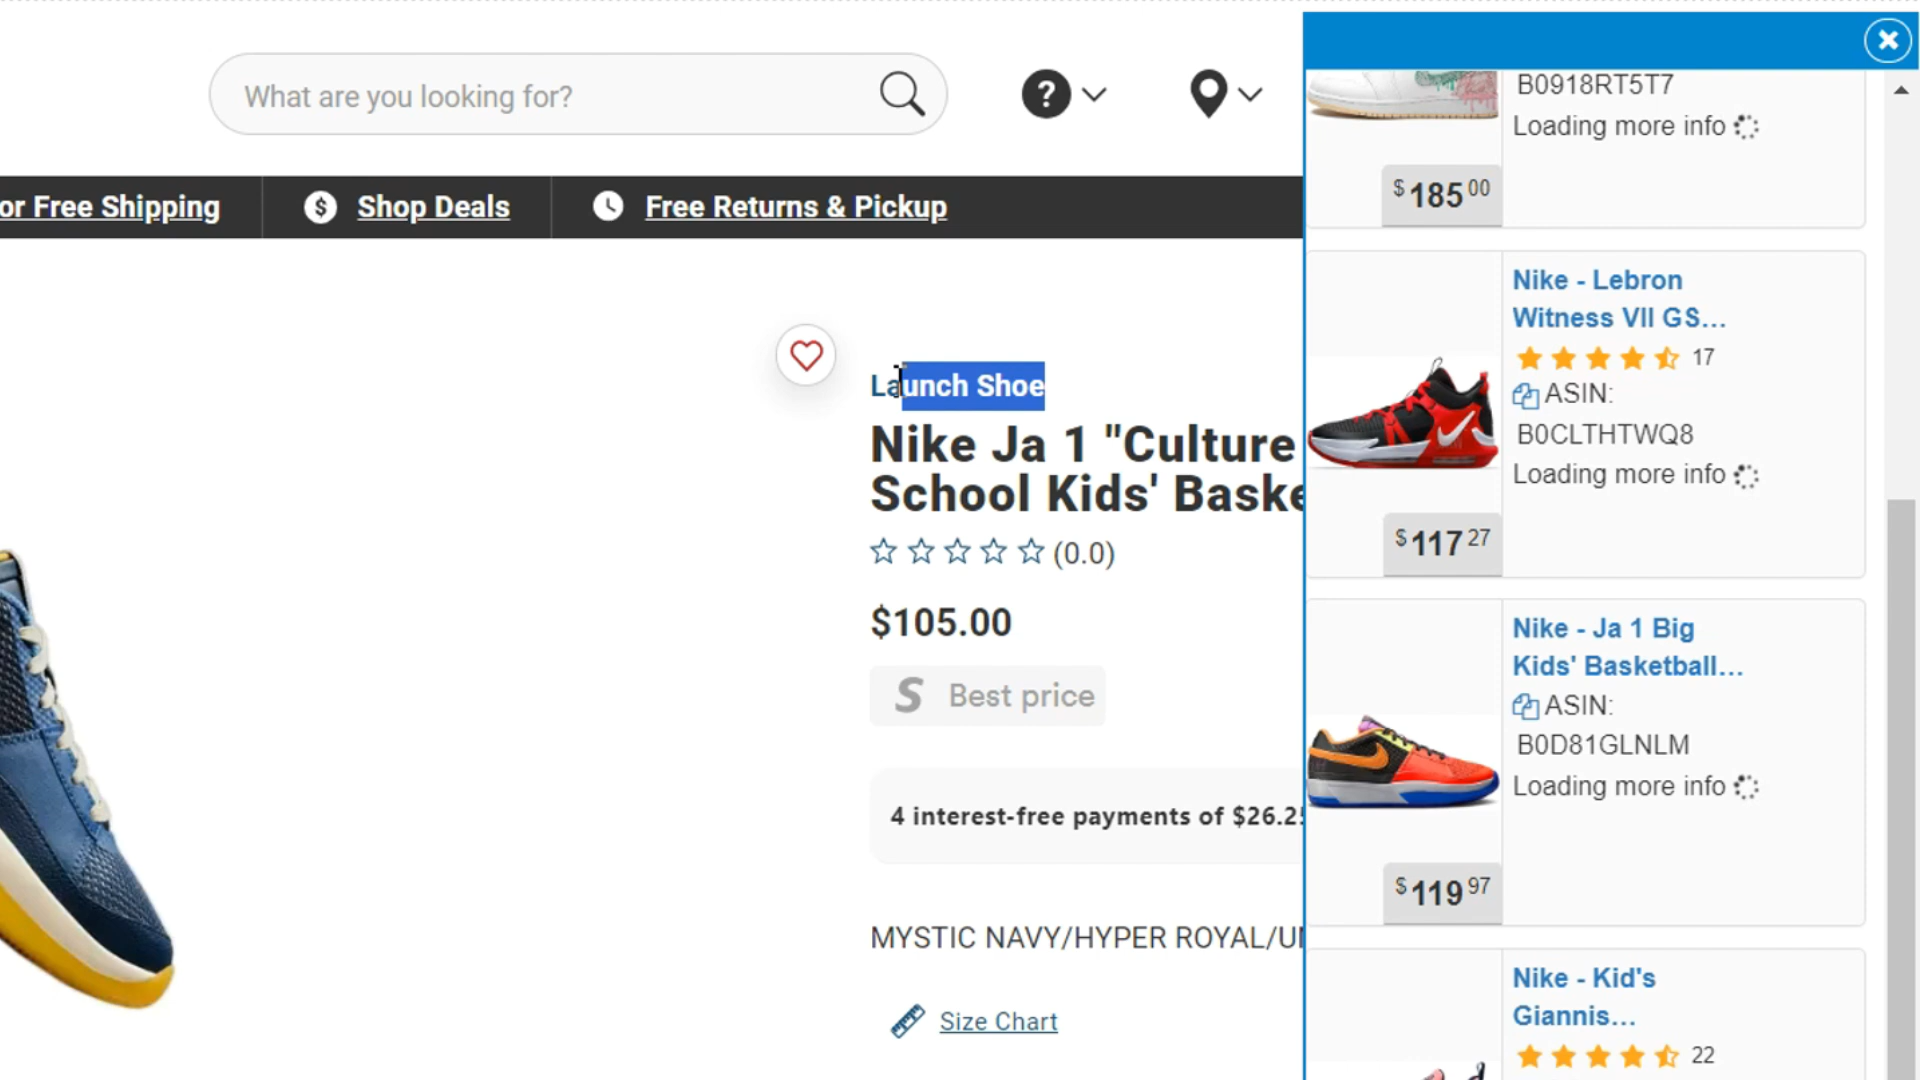 What are you looking for?
?
or Free Shipping
$ Shop Deals
Free Returns & Pickup
Launch Shoe
Nike Ja 1 "Culture
School Kids' Baske
(0.0)
$105.00
S Best price
4 interest-free payments of $26.25
MYSTIC NAVY/HYPER ROYAL/UN
Size Chart
B0918RT5T7
Loading more info
$185 00
Nike - Lebron
Witness VII GS...
17
ASIN:
B0CLTHTWQ8
Loading more info
$117 27
Nike - Ja 1 Big
Kids' Basketball...
ASIN:
B0D81GLNLM
Loading more info
$119 97
Nike - Kid's
Giannis...
22